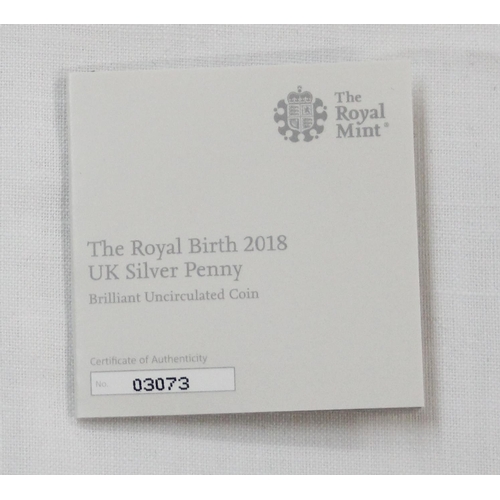 The
Royal
Mint®
The Royal Birth 2018
UK Silver Penny
Brilliant Uncirculated Coin
Certificate of Authenticity
No. 03073